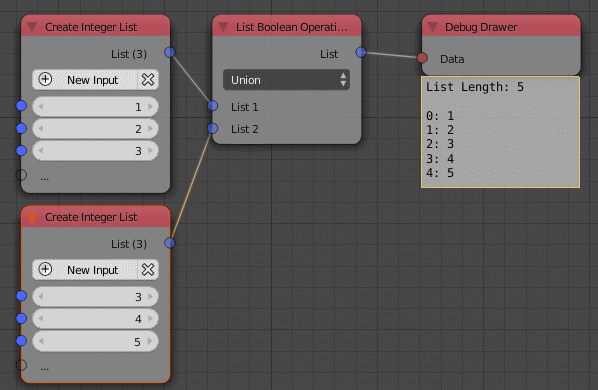 Create Integer List
List (3)
New Input
1
2
3
...
Create Integer List
List (3)
New Input
3
4
5
...
List Boolean Operati...
List
Union
List 1
List 2
Debug Drawer
Data
List Length: 5
0: 1
1: 2
2: 3
3: 4
4: 5